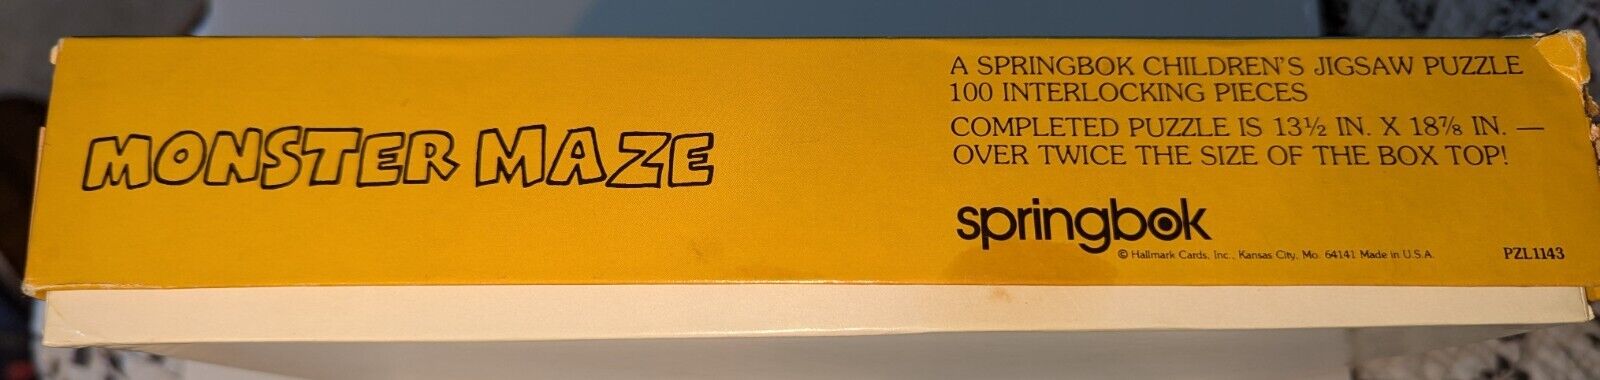 MONSTER MAZE
A SPRINGBOK CHILDREN'S JIGSAW PUZZLE
100 INTERLOCKING PIECES
COMPLETED PUZZLE IS 13½ IN. X 18⅞ IN. —
OVER TWICE THE SIZE OF THE BOX TOP!
springbok
© Hallmark Cards, Inc., Kansas City, Mo. 64141 Made in U.S.A.
PZL1143